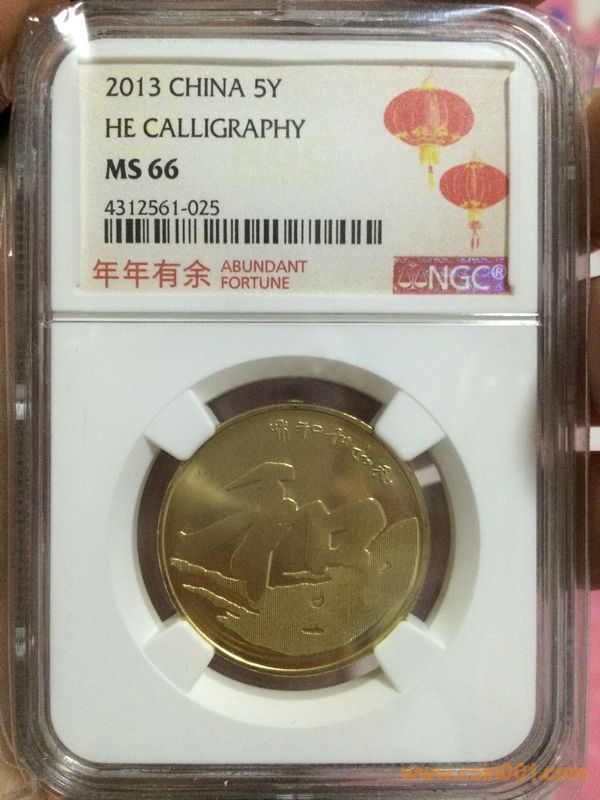 2013 CHINA 5Y
HE CALLIGRAPHY
MS 66
4312561-025
年年有余 ABUNDANT FORTUNE
NGC®
和
www.coin001.com